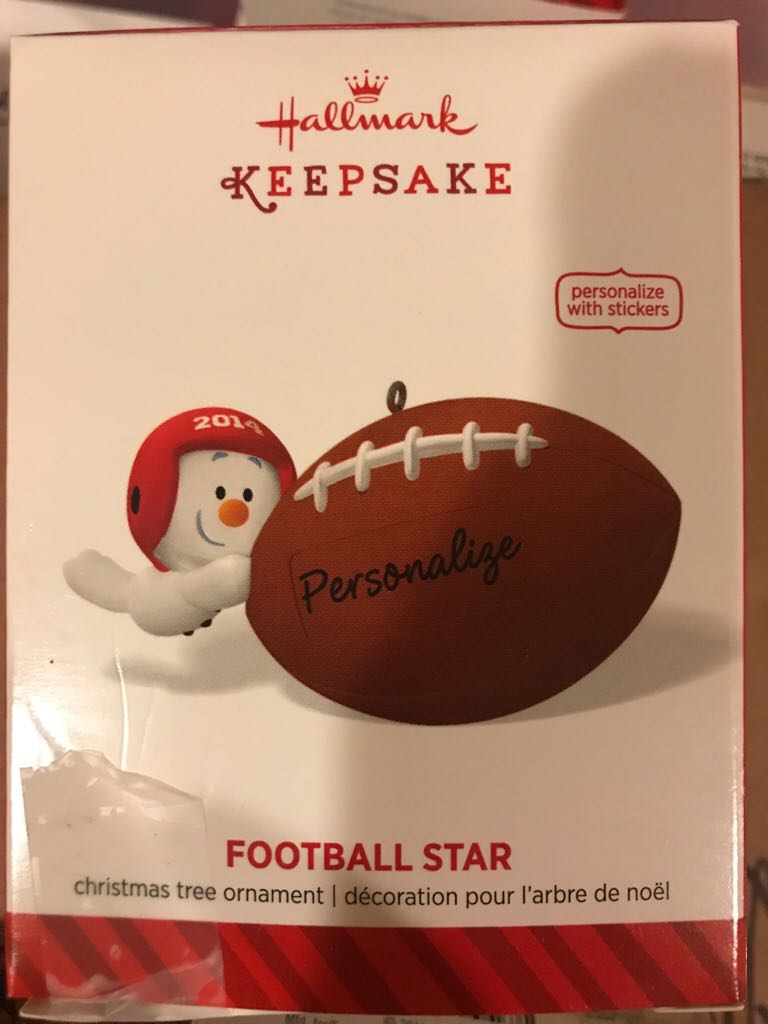 Hallmark
KEEPSAKE
personalize
with stickers
2014
Personalize
FOOTBALL STAR
christmas tree ornament | décoration pour l'arbre de noël